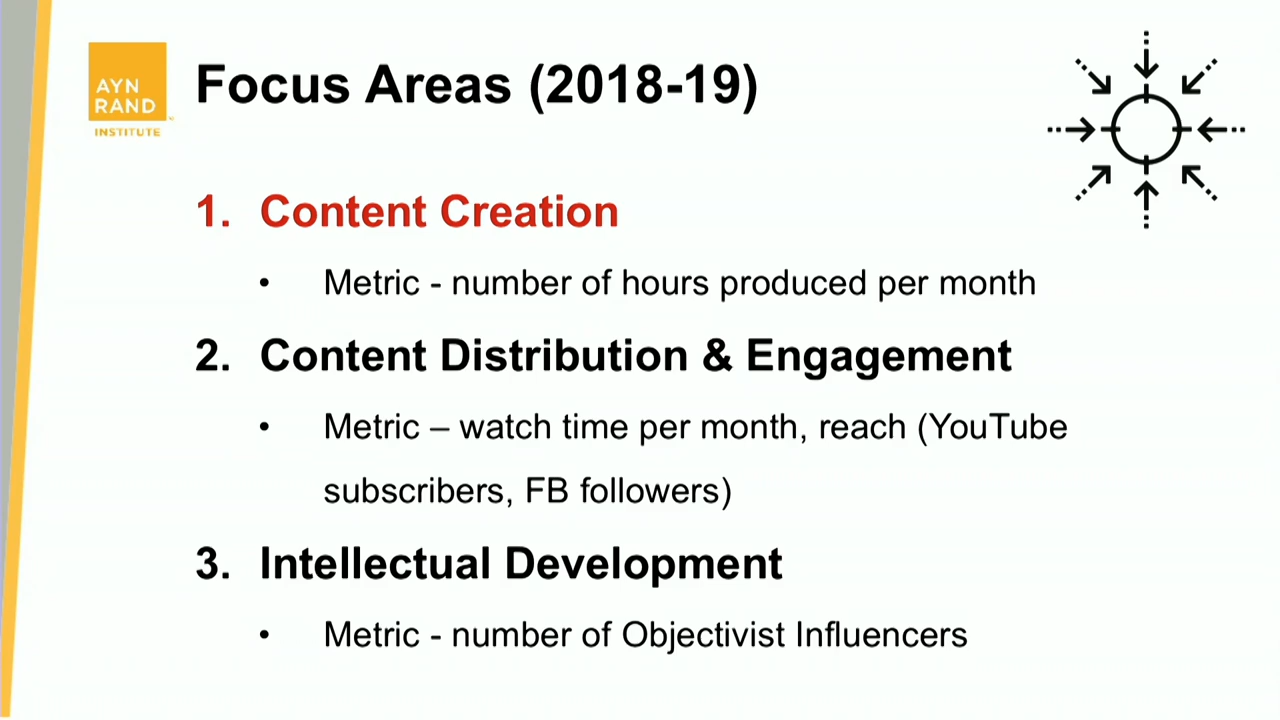 AYN
RAND
INSTITUTE
Focus Areas (2018-19)
1. Content Creation
• Metric - number of hours produced per month
2. Content Distribution & Engagement
• Metric – watch time per month, reach (YouTube
subscribers, FB followers)
3. Intellectual Development
• Metric - number of Objectivist Influencers